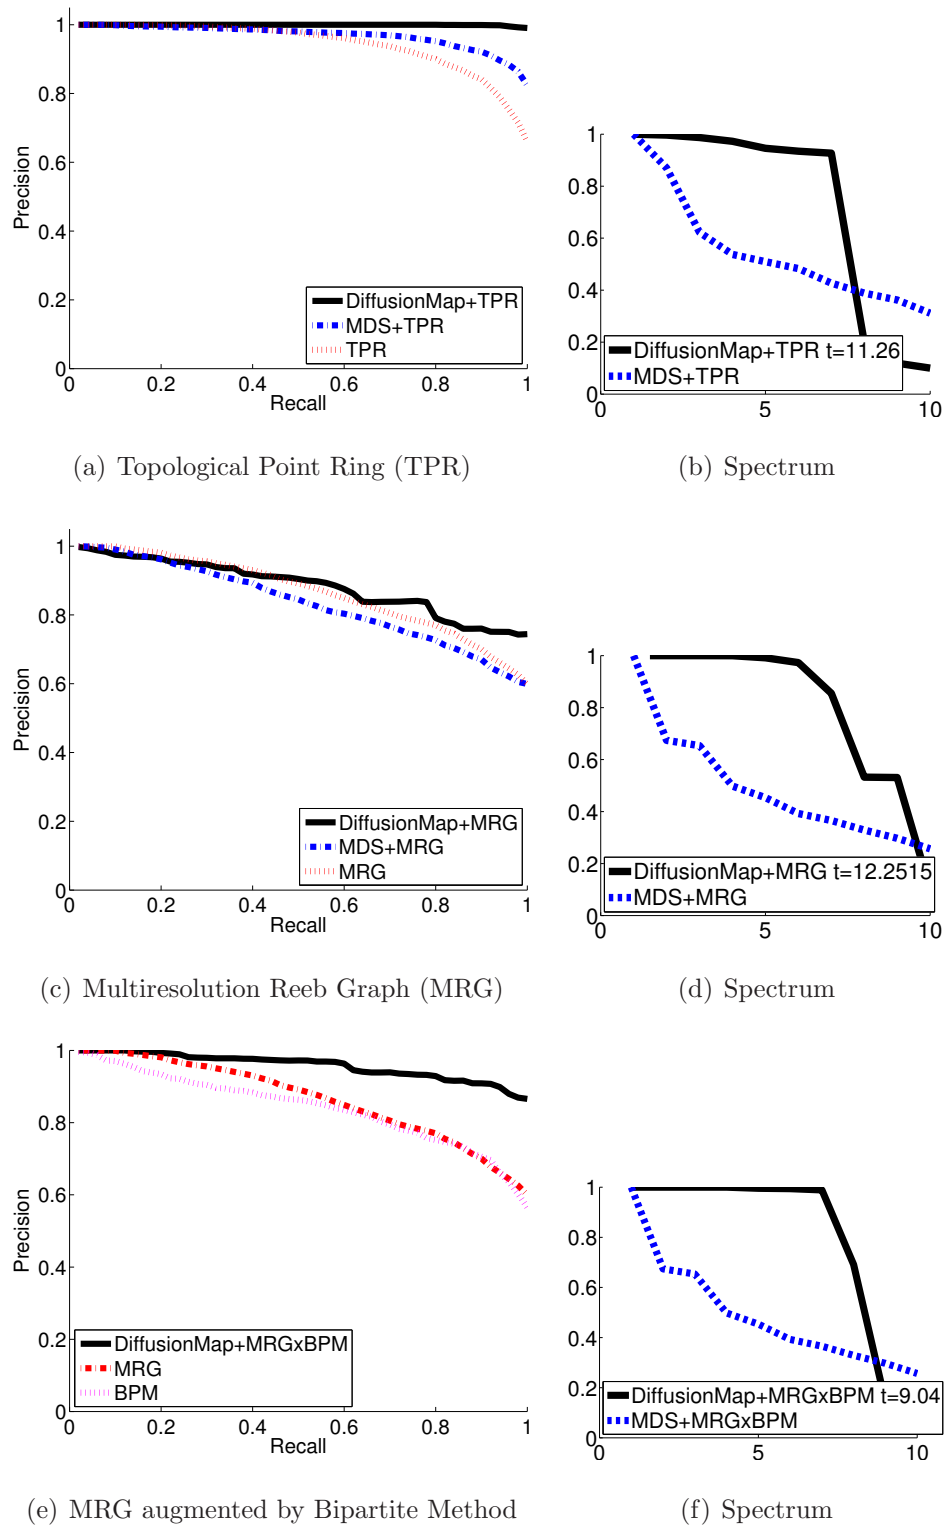 1
0.8
0.6
0.4
0.2
0
Precision
DiffusionMap+TPR
MDS+TPR
TPR
0 0.2 0.4 0.6 0.8 1
Recall
(a) Topological Point Ring (TPR)
1
0.8
0.6
0.4
0.2
0
DiffusionMap+TPR t=11.26
MDS+TPR
0 5 10
(b) Spectrum
1
0.8
0.6
0.4
0.2
0
Precision
DiffusionMap+MRG
MDS+MRG
MRG
0 0.2 0.4 0.6 0.8 1
Recall
(c) Multiresolution Reeb Graph (MRG)
1
0.8
0.6
0.4
0.2
0
DiffusionMap+MRG t=12.2515
MDS+MRG
0 5 10
(d) Spectrum
1
0.8
0.6
0.4
0.2
0
Precision
DiffusionMap+MRGxBPM
MRG
BPM
0 0.2 0.4 0.6 0.8 1
Recall
(e) MRG augmented by Bipartite Method
1
0.8
0.6
0.4
0.2
0
DiffusionMap+MRGxBPM t=9.04
MDS+MRGxBPM
0 5 10
(f) Spectrum